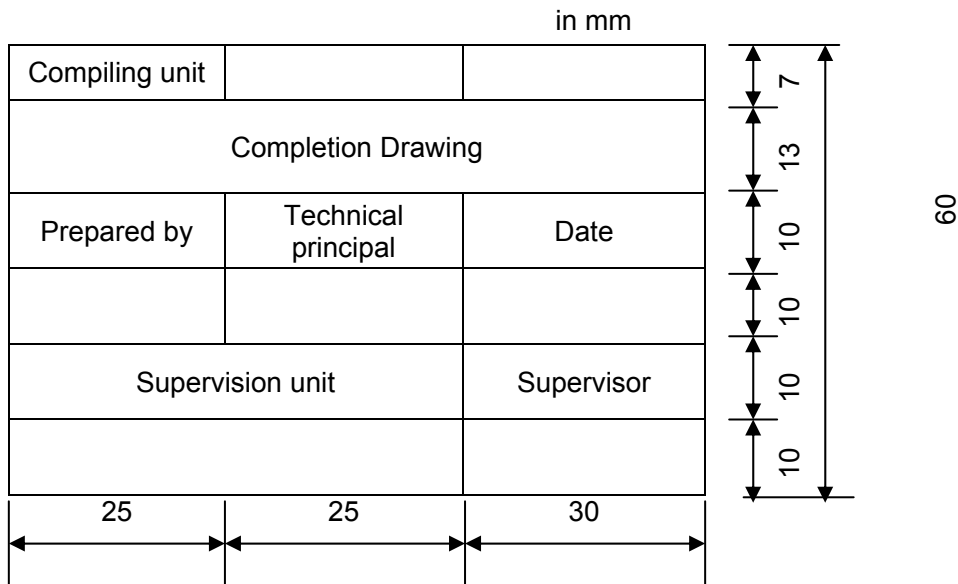 in mm
Compiling unit
Completion Drawing
Prepared by
Technical
principal
Date
Supervision unit
Supervisor
7
13
10
10
10
10
60
25
25
30